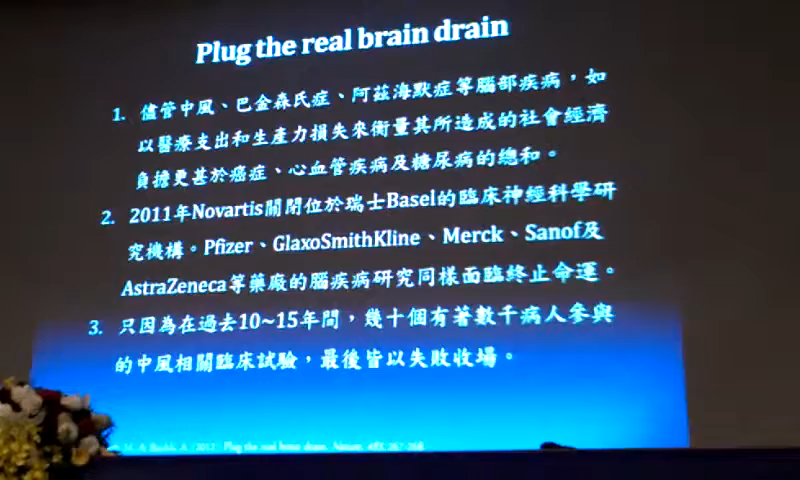 Plug the real brain drain
1. 儘管中風、巴金森氏症、阿茲海默症等腦部疾病，如
以醫療支出和生產力損失來衡量其所造成的社會經濟
負擔更甚於癌症、心血管疾病及糖尿病的總和。
2. 2011年Novartis關閉位於瑞士Basel的臨床神經科學研
究機構。Pfizer、GlaxoSmithKline、Merck、Sanof及
AstraZeneca等藥廠的腦疾病研究同樣面臨終止命運。
3. 只因為在過去10~15年間，幾十個有著數千病人參與
的中風相關臨床試驗，最後皆以失敗收場。
Plug the real brain drain. Nature,